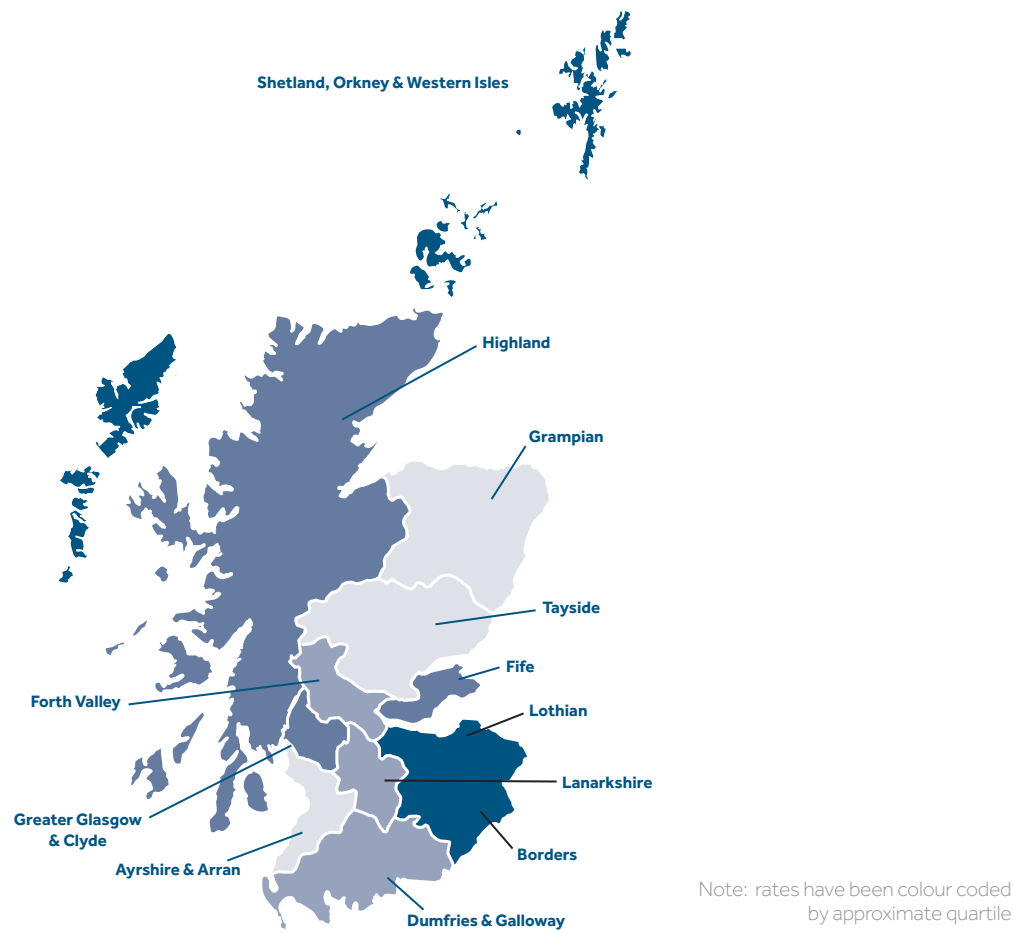 Shetland, Orkney & Western Isles
Highland
Grampian
Tayside
Fife
Forth Valley
Lothian
Lanarkshire
Greater Glasgow
& Clyde
Borders
Ayrshire & Arran
Dumfries & Galloway
Note: rates have been colour coded
by approximate quartile